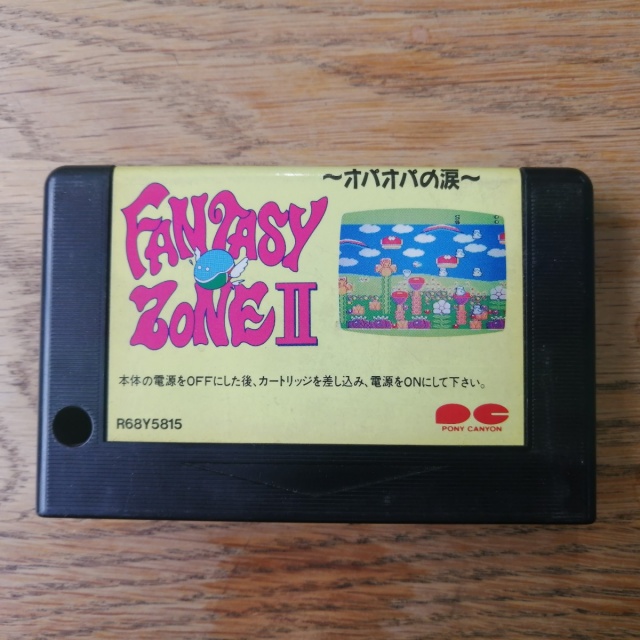 ~オパオパの涙~
FANTASY
ZONE II
本体の電源をOFFにした後、カートリッジを差し込み、電源をONにして下さい。
R68Y5815
PONY CANYON